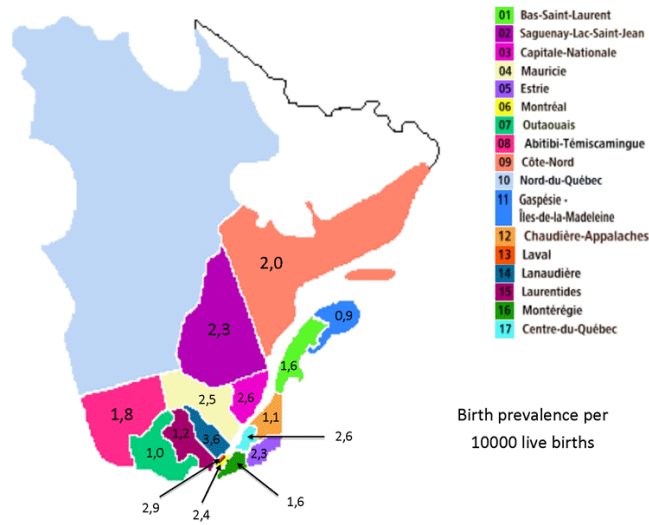 01 Bas-Saint-Laurent
02 Saguenay-Lac-Saint-Jean
03 Capitale-Nationale
04 Mauricie
05 Estrie
06 Montréal
07 Outaouais
08 Abitibi-Témiscamingue
09 Côte-Nord
10 Nord-du-Québec
11 Gaspésie -
Îles-de-la-Madeleine
12 Chaudière-Appalaches
13 Laval
14 Lanaudière
15 Laurentides
16 Montérégie
17 Centre-du-Québec
2,0
0,9
2,3
1,6
2,5
2,6
1,8
1,1
1,2
3,6
2,6
1,0
2,3
2,9
2,4
1,6
Birth prevalence per
10000 live births